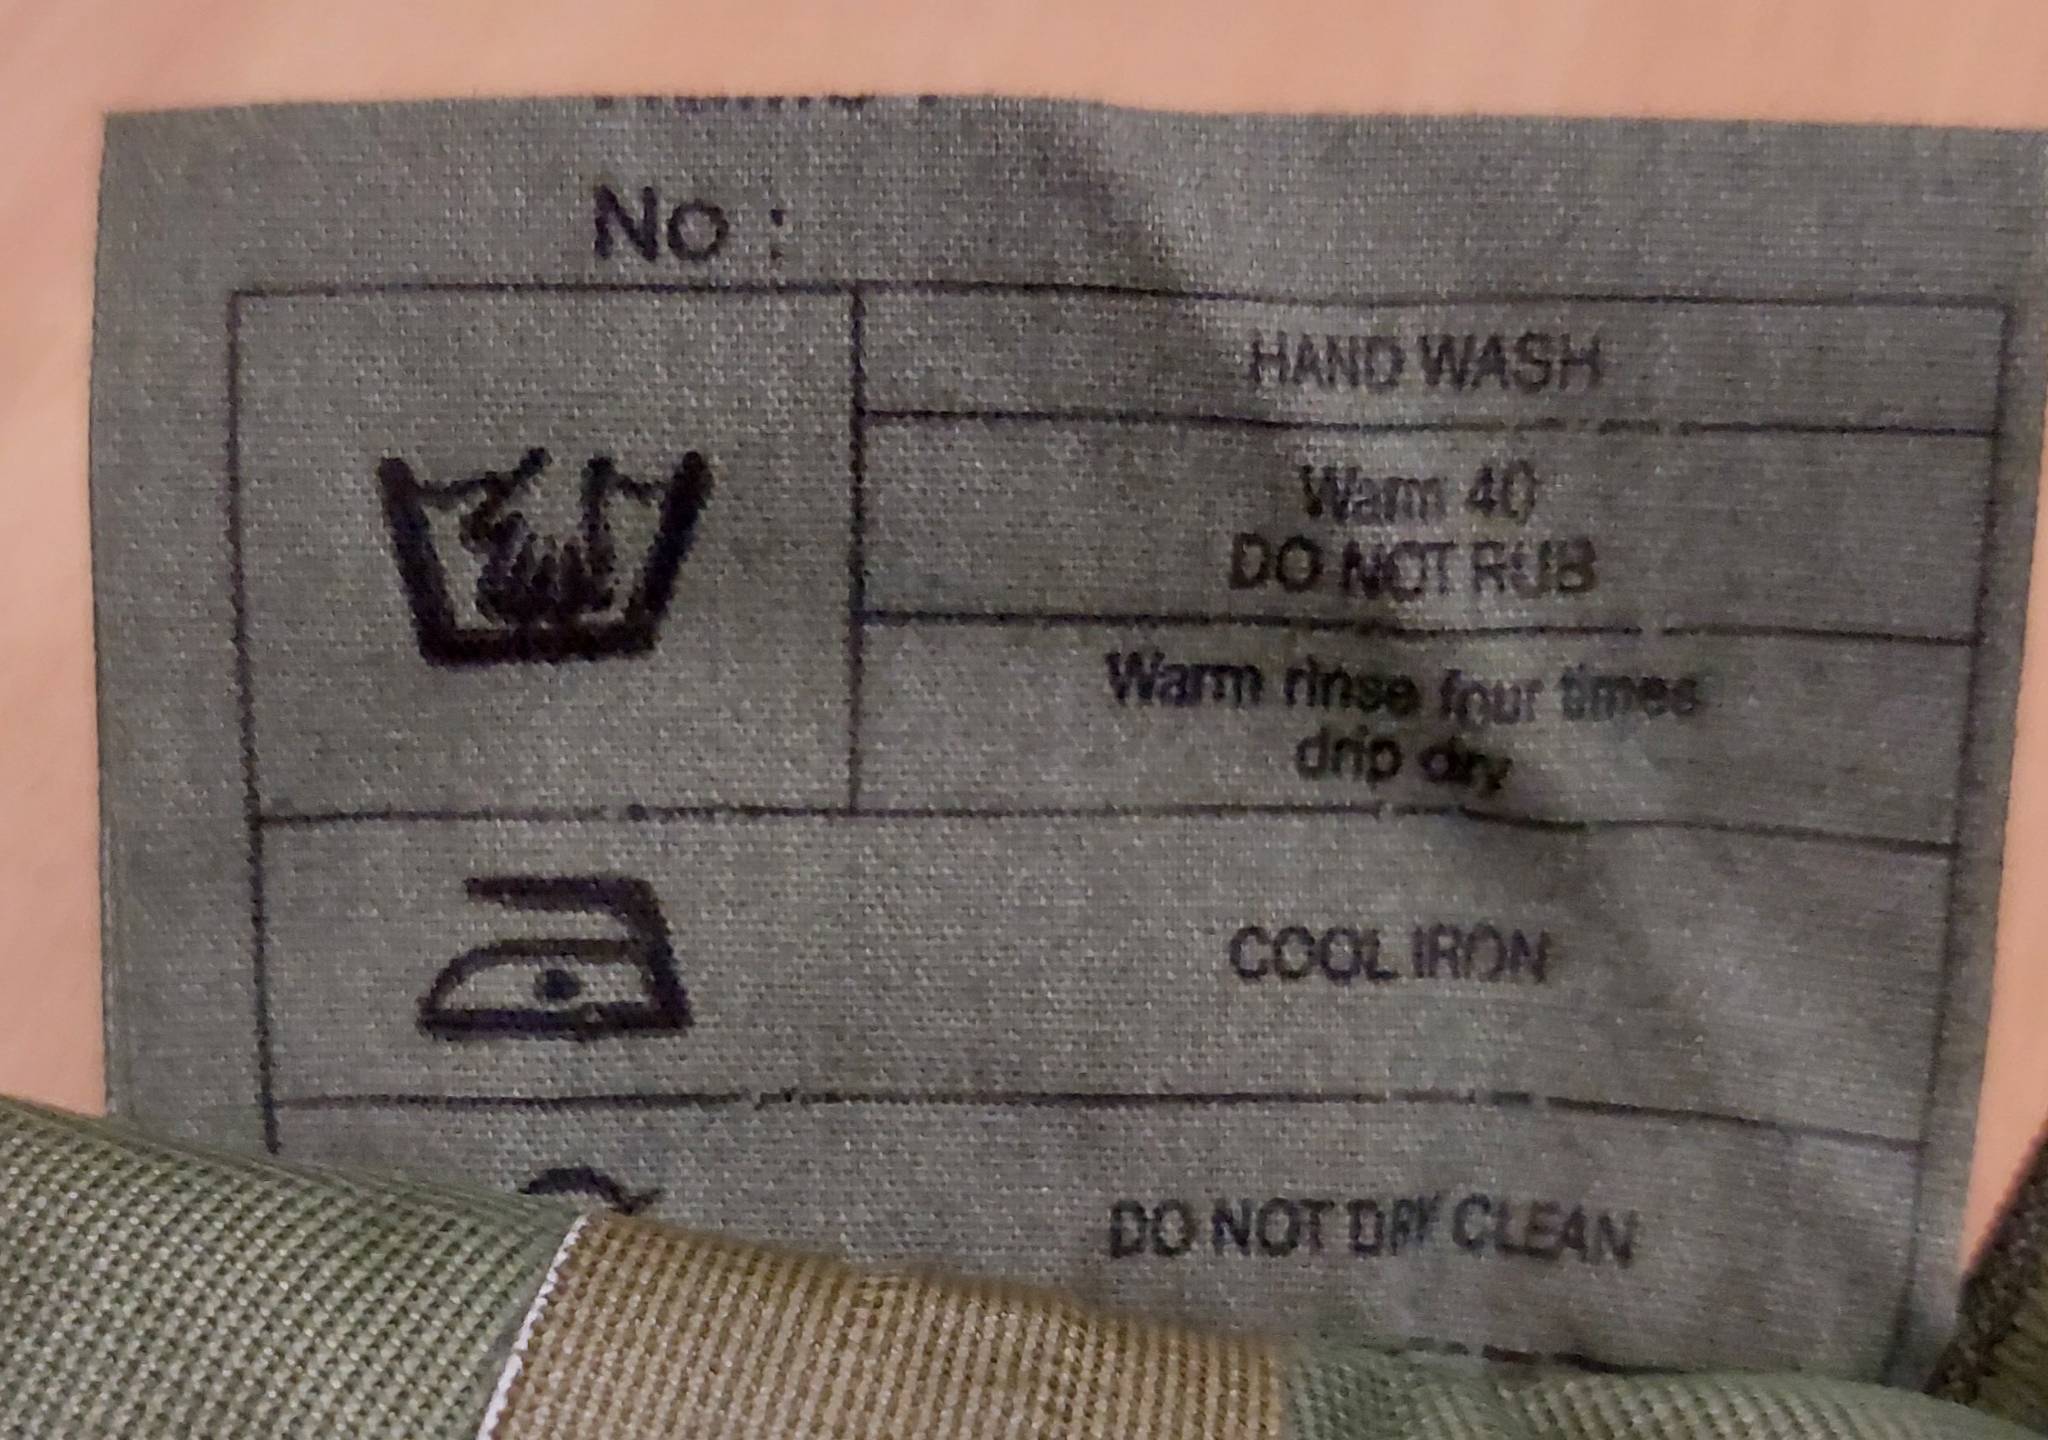 No :
HAND WASH
Warm 40
DO NOT RUB
Warm rinse four times
drip dry
COOL IRON
DO NOT DRY CLEAN